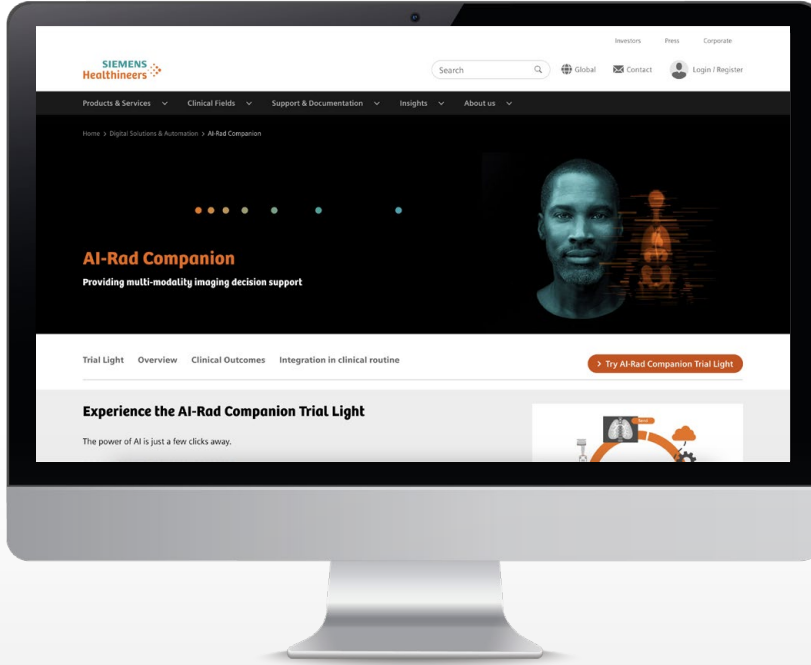 Investors Press Corporate
SIEMENS
Healthineers
Search
Global
Contact
Login / Register
Products & Services Clinical Fields Support & Documentation Insights About us
Home > Digital Solutions & Automation > AI-Rad Companion
AI-Rad Companion
Providing multi-modality imaging decision support
Trial Light Overview Clinical Outcomes Integration in clinical routine
> Try AI-Rad Companion Trial Light
Experience the AI-Rad Companion Trial Light
The power of AI is just a few clicks away.